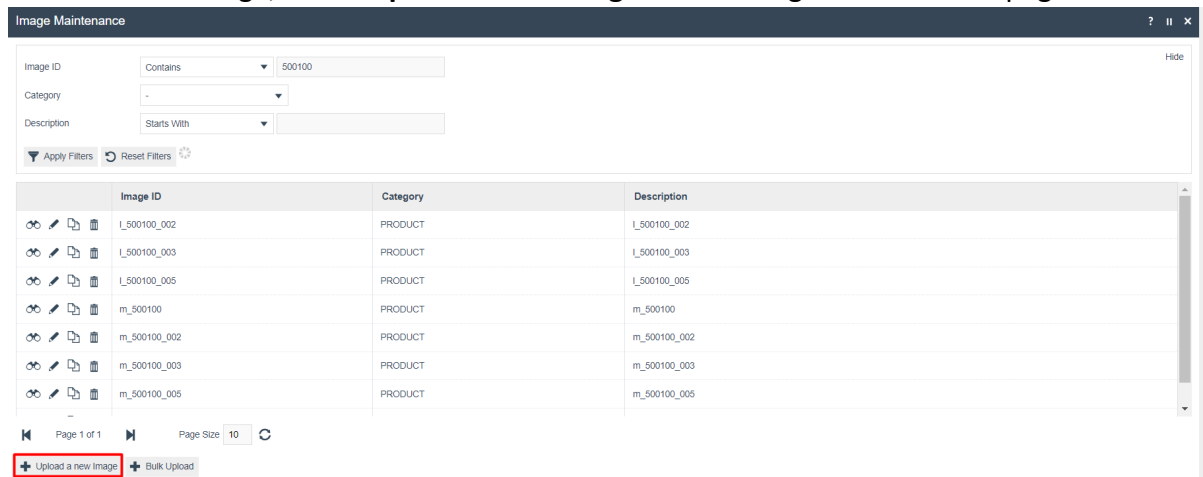 Image Maintenance ? II ×
Hide
Image ID Contains 500100
Category -
Description Starts With
Apply Filters Reset Filters
Image ID Category Description
l_500100_002 PRODUCT l_500100_002
l_500100_003 PRODUCT l_500100_003
l_500100_005 PRODUCT l_500100_005
m_500100 PRODUCT m_500100
m_500100_002 PRODUCT m_500100_002
m_500100_003 PRODUCT m_500100_003
m_500100_005 PRODUCT m_500100_005
Page 1 of 1 Page Size 10
+ Upload a new Image + Bulk Upload